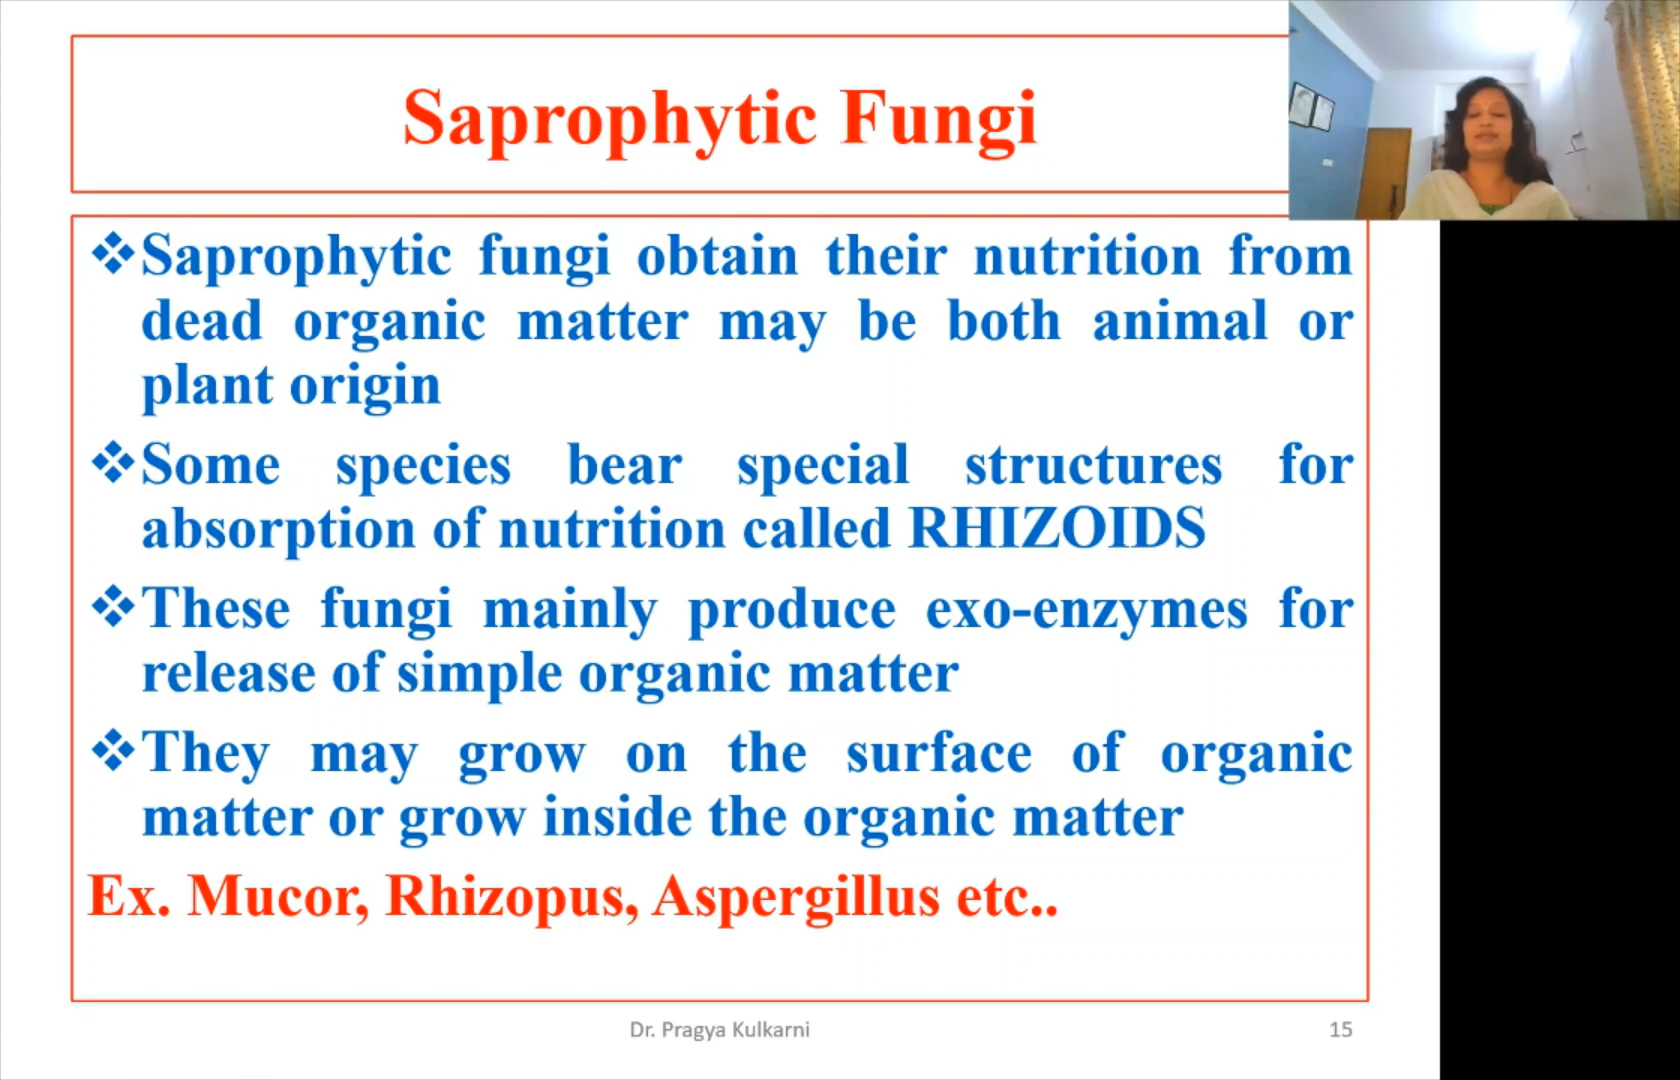 Saprophytic Fungi
❖Saprophytic fungi obtain their nutrition from
dead organic matter may be both animal or
plant origin
❖Some species bear special structures for
absorption of nutrition called RHIZOIDS
❖These fungi mainly produce exo-enzymes for
release of simple organic matter
❖They may grow on the surface of organic
matter or grow inside the organic matter
Ex. Mucor, Rhizopus, Aspergillus etc..
Dr. Pragya Kulkarni
15